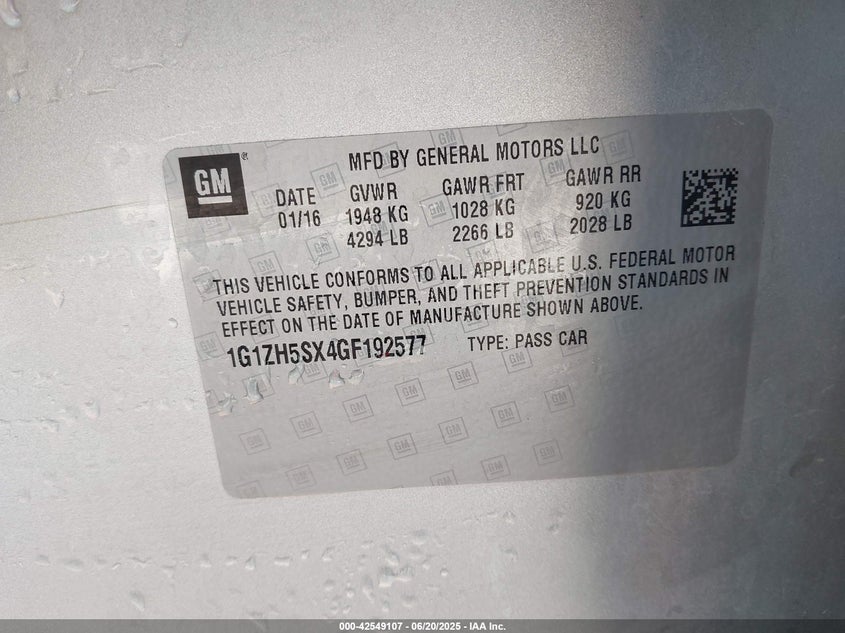 GM
MFD BY GENERAL MOTORS LLC
DATE GVWR GAWR FRT GAWR RR
01/16 1948 KG 1028 KG 920 KG
4294 LB 2266 LB 2028 LB
THIS VEHICLE CONFORMS TO ALL APPLICABLE U.S. FEDERAL MOTOR
VEHICLE SAFETY, BUMPER, AND THEFT PREVENTION STANDARDS IN
EFFECT ON THE DATE OF MANUFACTURE SHOWN ABOVE.
1G1ZH5SX4GF192577 TYPE: PASS CAR
000-42549107 - 06/20/2025 - IAA Inc.